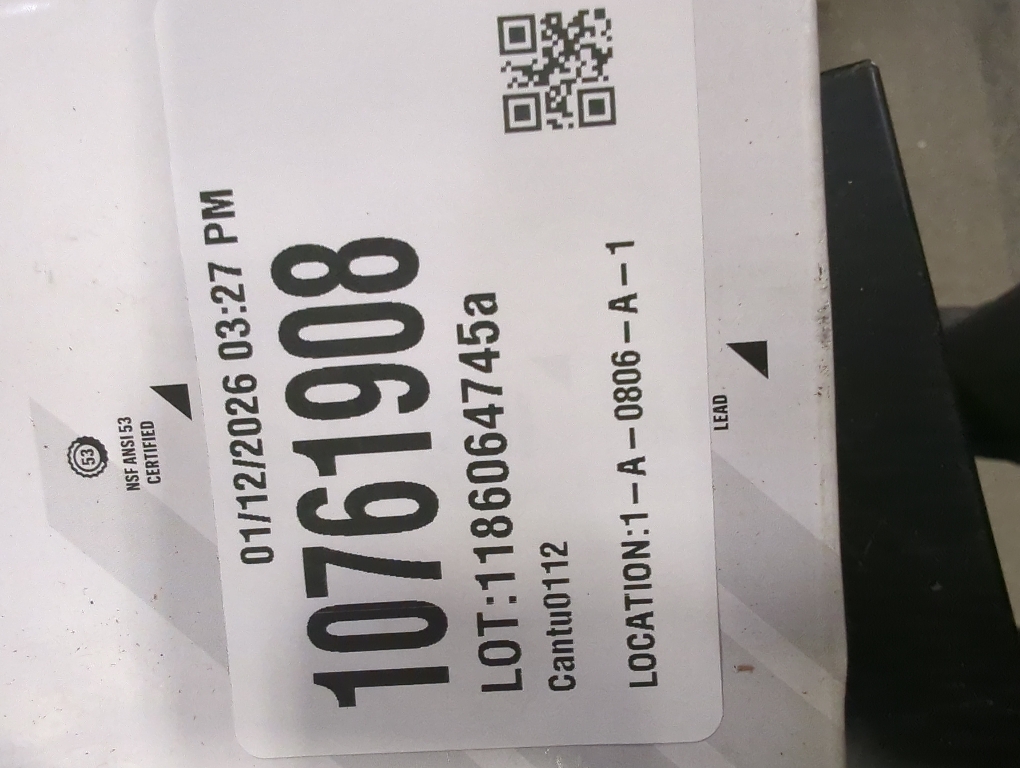 53
NSF ANSI 53
CERTIFIED
01/12/2026 03:27 PM
10761908
LOT:1186064745a
Cantu0112
LOCATION:1-A-0806-A-1
LEAD